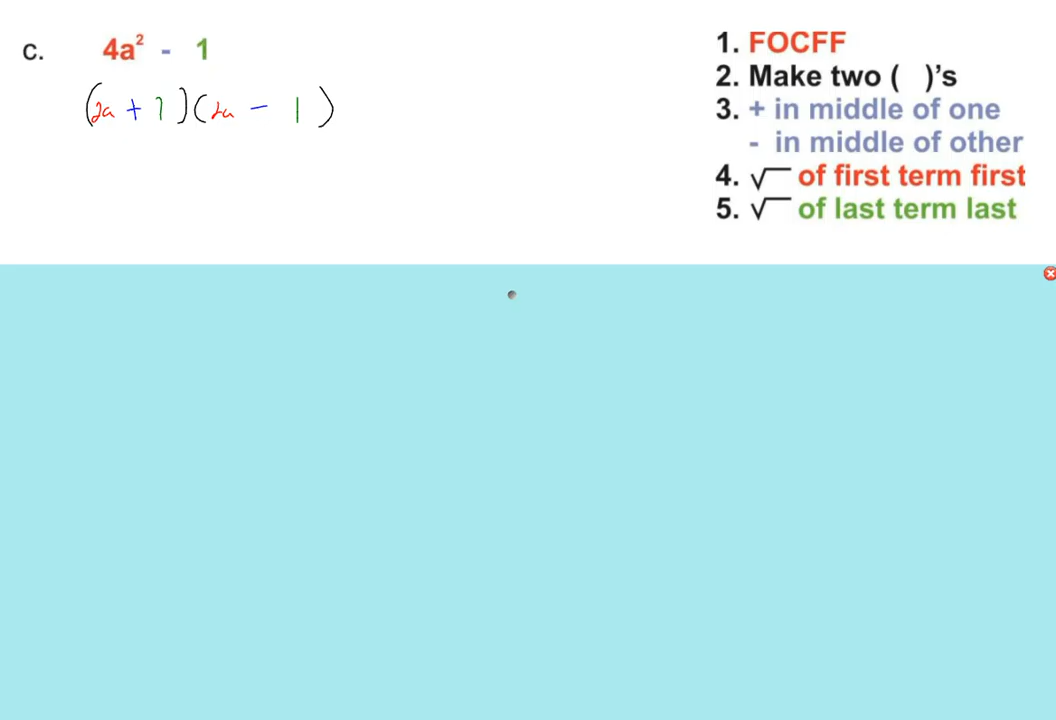 c. 4a² - 1
(2a + 1)(2a - 1)
1. FOCFF
2. Make two ( )'s
3. + in middle of one
- in middle of other
4. √ of first term first
5. √ of last term last